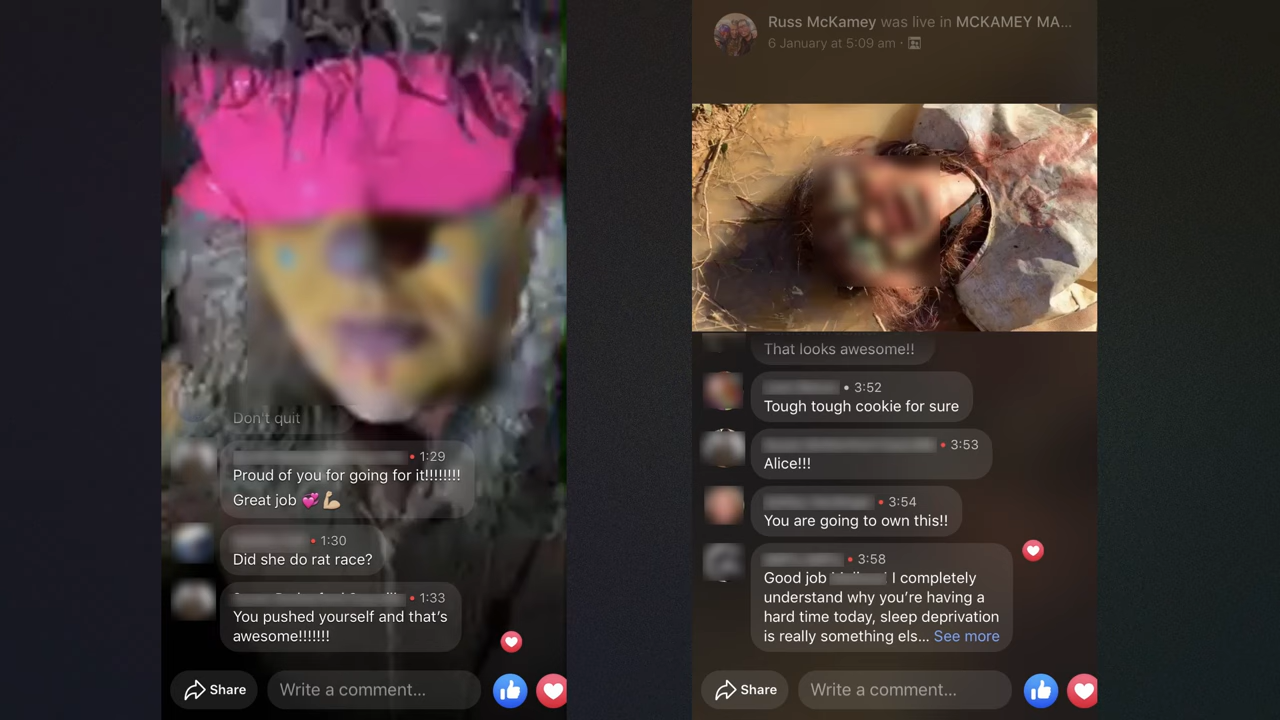 Don't quit
• 1:29
Proud of you for going for it!!!!!!!!
Great job 💞💪🏼
• 1:30
Did she do rat race?
• 1:33
You pushed yourself and that's
awesome!!!!!!!
Share
Write a comment...
Russ McKamey was live in MCKAMEY MA...
6 January at 5:09 am ·
That looks awesome!!
• 3:52
Tough tough cookie for sure
• 3:53
Alice!!!
• 3:54
You are going to own this!!
• 3:58
Good job I completely
understand why you're having a
hard time today, sleep deprivation
is really something els... See more
Share
Write a comment...